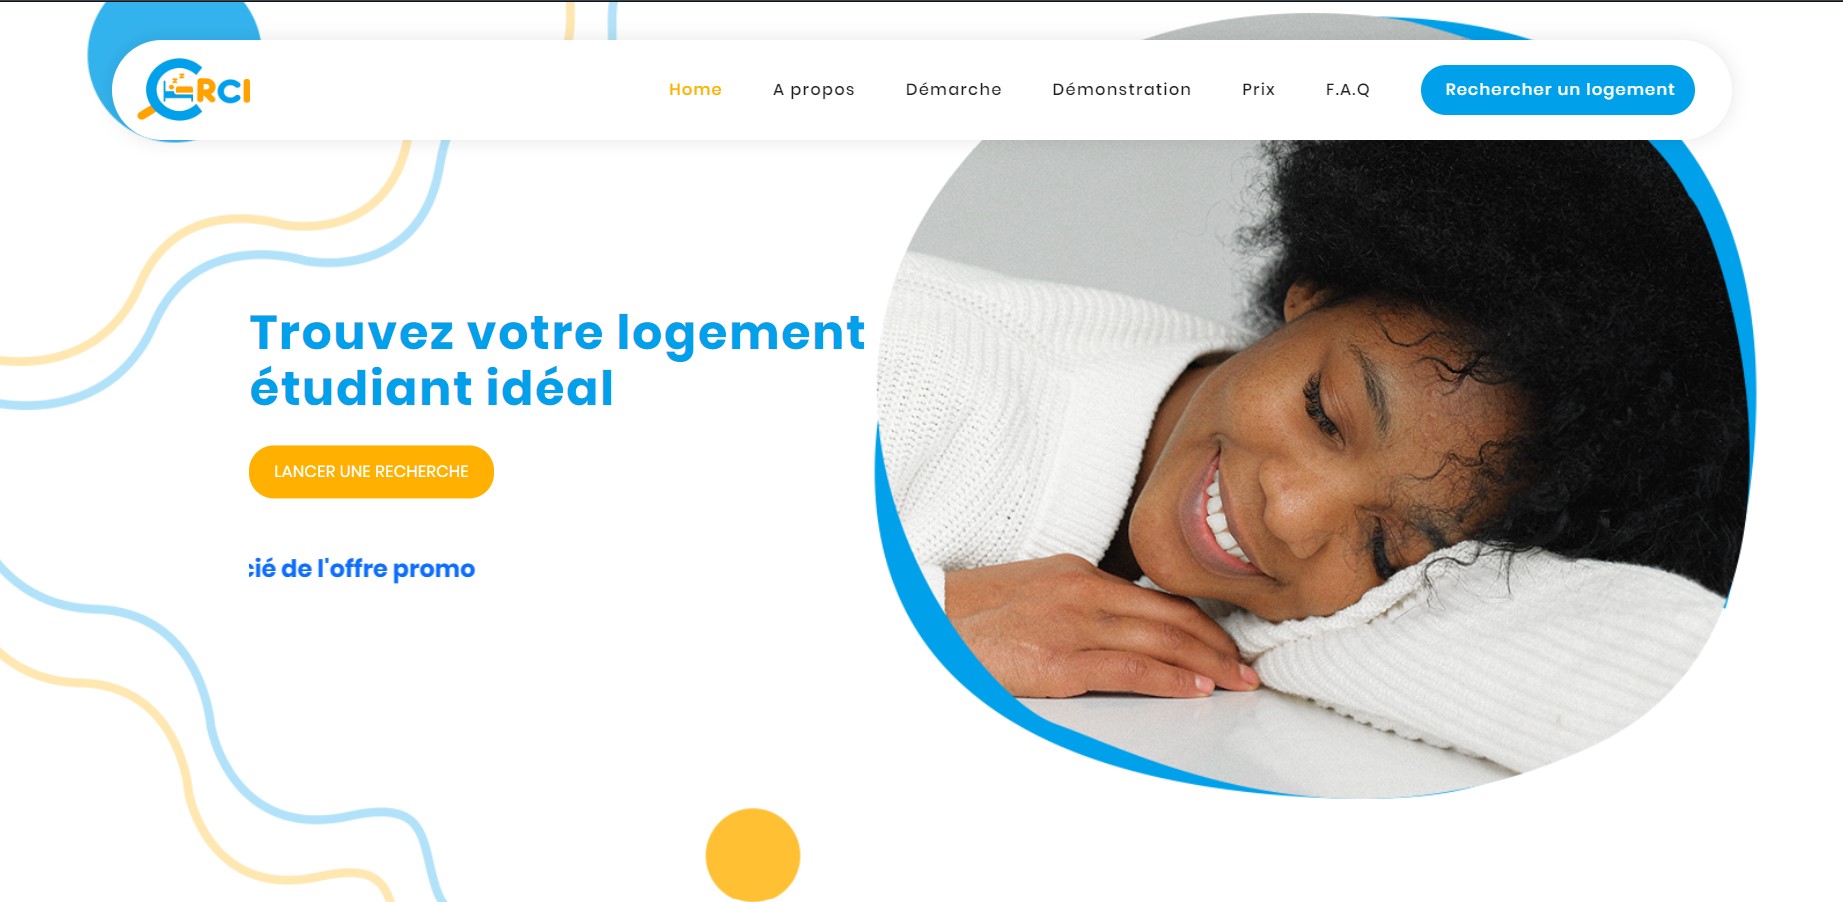 CRCI
Home
A propos
Démarche
Démonstration
Prix
F.A.Q
Rechercher un logement
Trouvez votre logement
étudiant idéal
LANCER UNE RECHERCHE
de l'offre promo